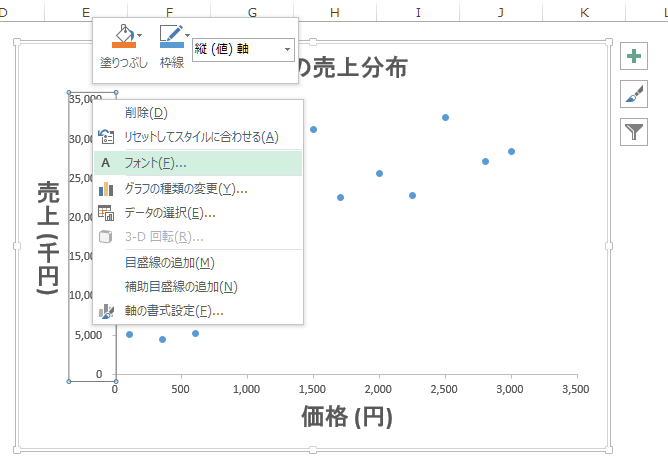 D E F G H I J K L
塗りつぶし 枠線 縦 (値) 軸
の売上分布
35,000
30,000
25,000
20,000
15,000
10,000
5,000
0
売上 (千円)
削除(D)
リセットしてスタイルに合わせる(A)
A フォント(F)...
グラフの種類の変更(Y)...
データの選択(E)...
3-D 回転(R)...
目盛線の追加(M)
補助目盛線の追加(N)
軸の書式設定(F)...
0 500 1,000 1,500 2,000 2,500 3,000 3,500
価格 (円)